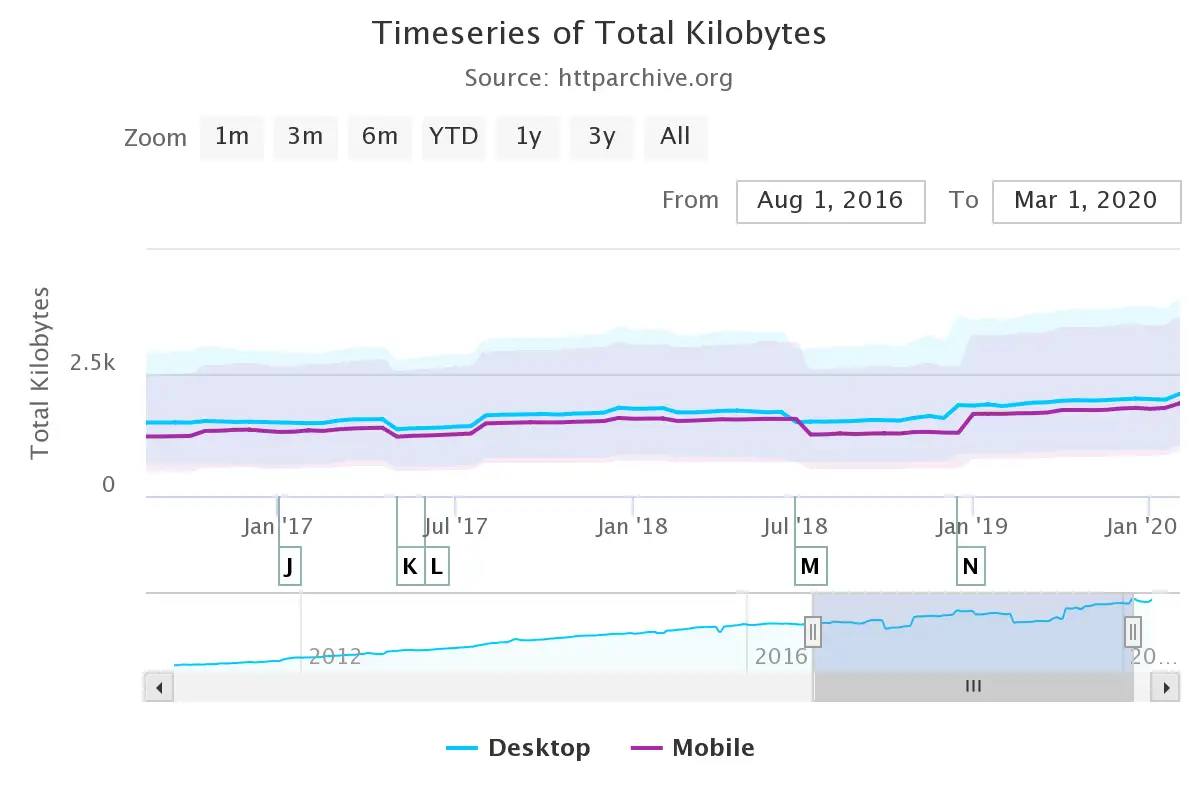 Timeseries of Total Kilobytes
Source: httparchive.org
Zoom 1m 3m 6m YTD 1y 3y All
From Aug 1, 2016 To Mar 1, 2020
Total Kilobytes
2.5k
0
Jan '17 Jul '17 Jan '18 Jul '18 Jan '19 Jan '20
J K L M N
2012 2016 20…
Desktop Mobile